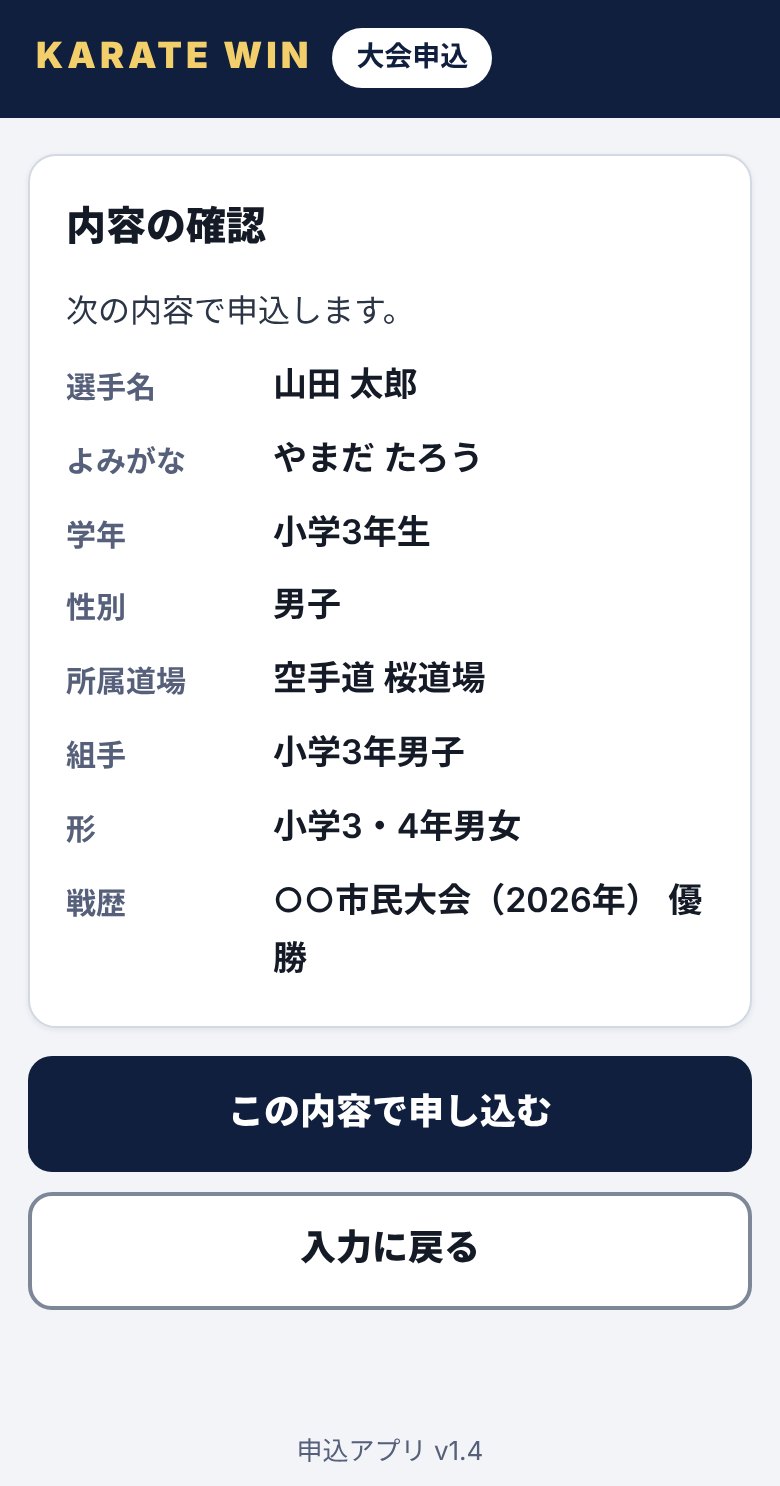 KARATE WIN 大会申込
内容の確認
次の内容で申込します。
選手名 山田 太郎
よみがな やまだ たろう
学年 小学3年生
性別 男子
所属道場 空手道 桜道場
組手 小学3年男子
形 小学3・4年男女
戦歴 ○○市民大会（2026年） 優
勝
この内容で申し込む
入力に戻る
申込アプリ v1.4